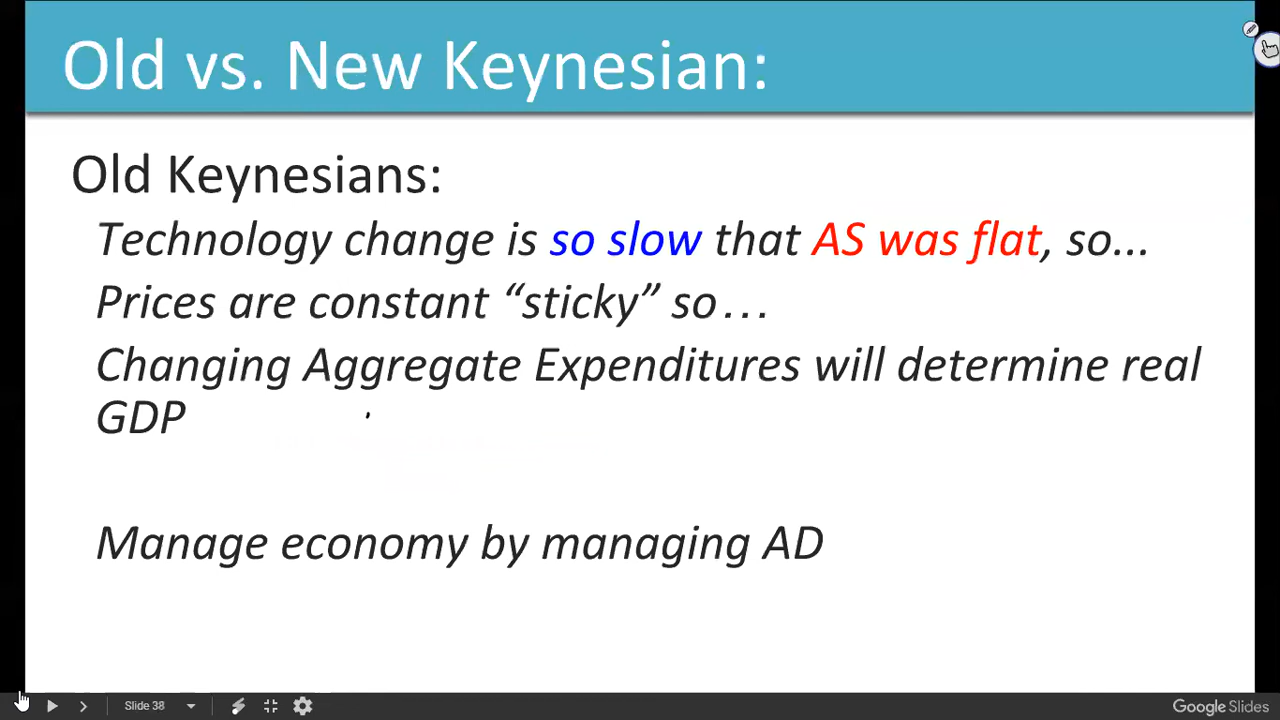 Old vs. New Keynesian:
Old Keynesians:
Technology change is so slow that AS was flat, so...
Prices are constant “sticky” so…
Changing Aggregate Expenditures will determine real
GDP
Manage economy by managing AD
Slide 38
Google Slides